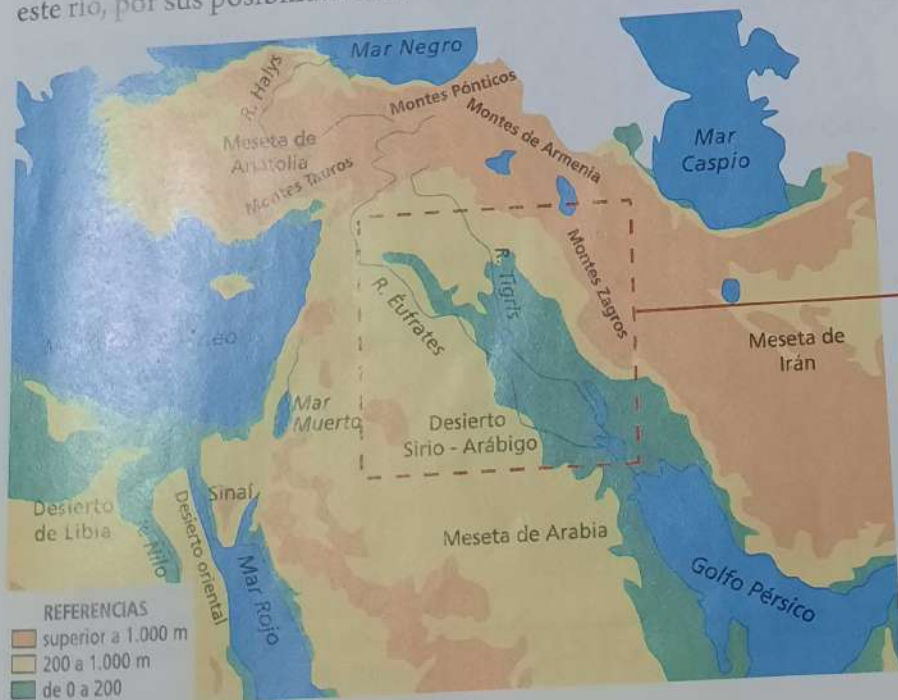 este río, por sus
Mar Negro
R. Halys
Montes Pónticos
Montes de Armenia
Mar
Caspio
Meseta de
Anatolia
Montes Tauros
R. Tigris
Montes Zagros
R. Éufrates
Meseta de
Irán
Mar
Muerto
Desierto
Sirio - Arábigo
Desierto
de Libia
Nilo
Desierto oriental
Sinaí
Mar Rojo
Meseta de Arabia
Golfo Pérsico
REFERENCIAS
superior a 1.000 m
200 a 1.000 m
de 0 a 200